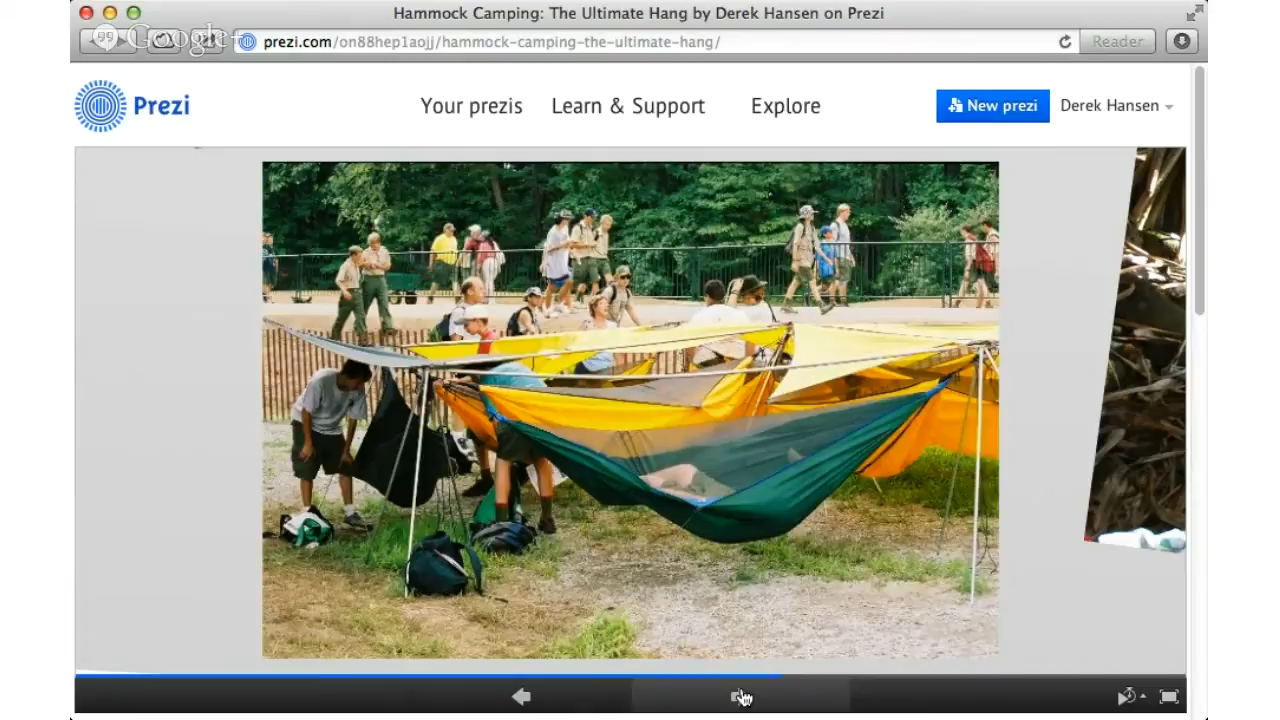 Hammock Camping: The Ultimate Hang by Derek Hansen on Prezi
Google+
prezi.com/on88hep1aojj/hammock-camping-the-ultimate-hang/
Reader
Prezi
Your prezis
Learn & Support
Explore
New prezi
Derek Hansen